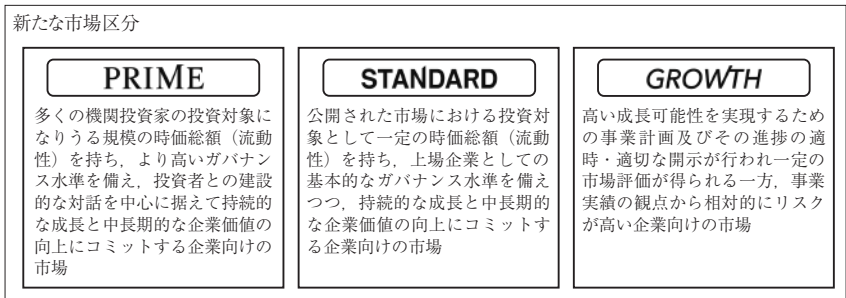 新たな市場区分
PRIME
多くの機関投資家の投資対象に
なりうる規模の時価総額（流動
性）を持ち，より高いガバナン
ス水準を備え，投資者との建設
的な対話を中心に据えて持続的
な成長と中長期的な企業価値の
向上にコミットする企業向けの
市場
STANDARD
公開された市場における投資対
象として一定の時価総額（流動
性）を持ち，上場企業としての
基本的なガバナンス水準を備え
つつ，持続的な成長と中長期的
な企業価値の向上にコミットす
る企業向けの市場
GROWTH
高い成長可能性を実現するため
の事業計画及びその進捗の適
時・適切な開示が行われ一定の
市場評価が得られる一方，事業
実績の観点から相対的にリスク
が高い企業向けの市場